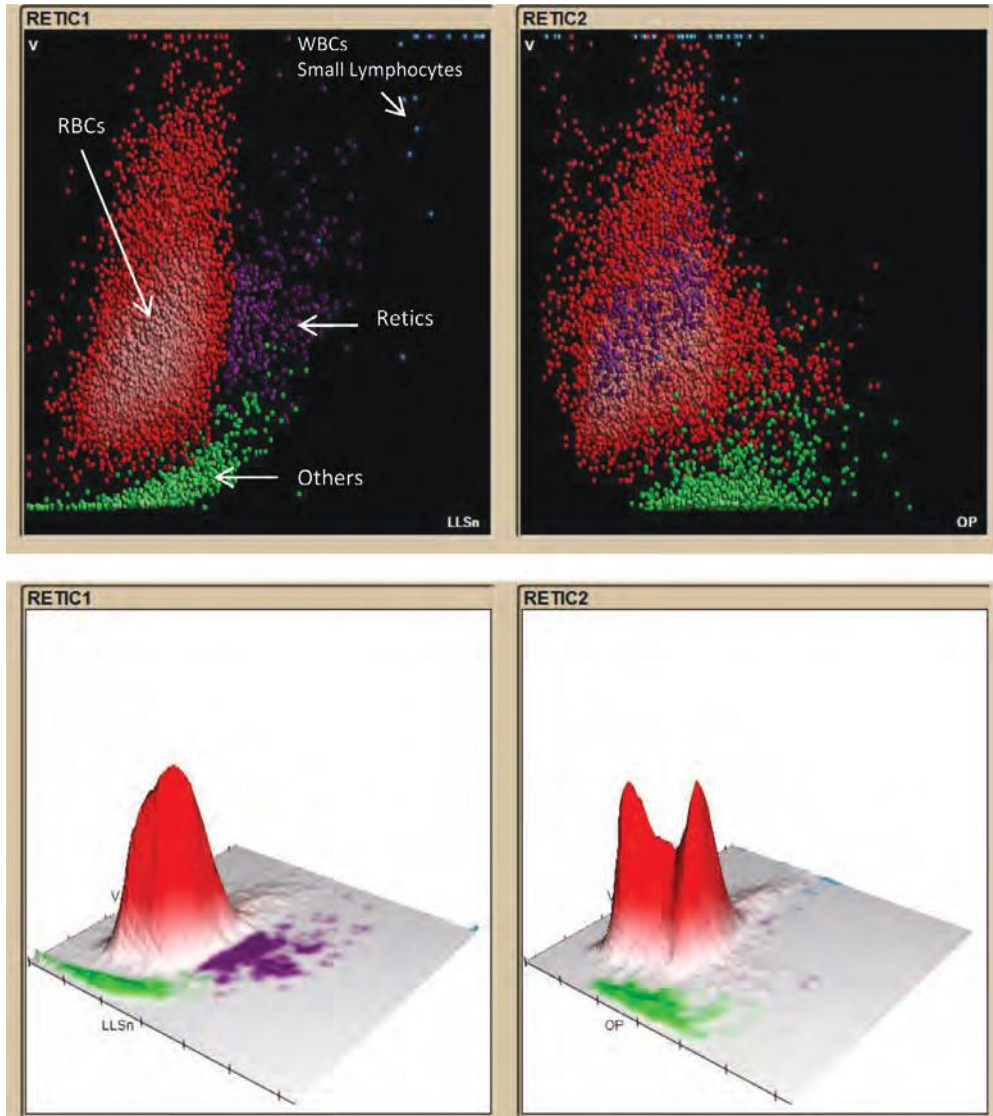 RETIC1
V
WBCs
Small Lymphocytes
RBCs
Retics
Others
LLSn
RETIC2
V
OP
RETIC1
V
LLSn
RETIC2
V
OP